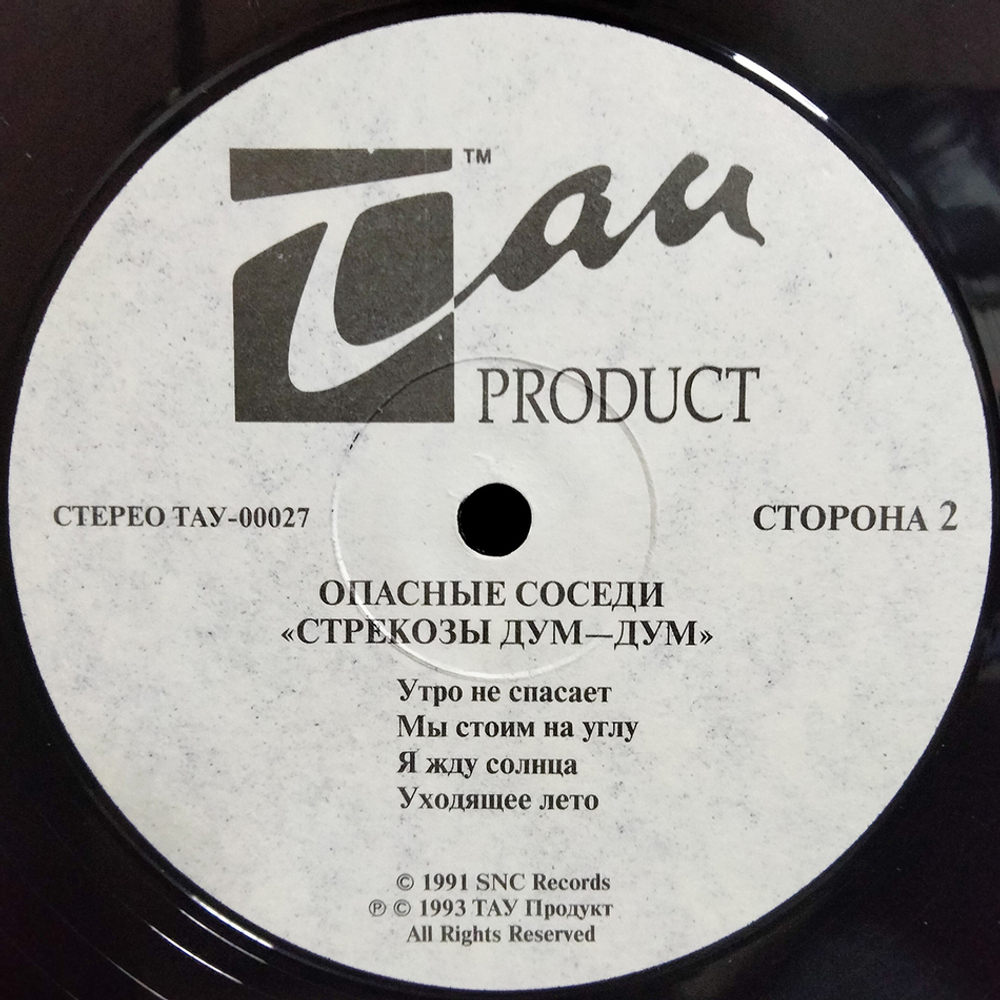 Tau™
PRODUCT
СТЕРЕО ТАУ-00027
СТОРОНА 2
ОПАСНЫЕ СОСЕДИ
«СТРЕКОЗЫ ДУМ—ДУМ»
Утро не спасает
Мы стоим на углу
Я жду солнца
Уходящее лето
© 1991 SNC Records
℗ © 1993 ТАУ Продукт
All Rights Reserved